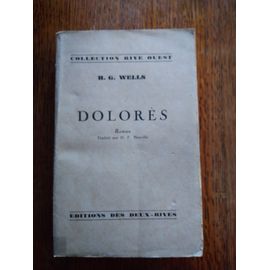 COLLECTION RIVE OUEST
H. G. WELLS
DOLORÈS
Roman
Traduit par
EDITIONS DES DEUX-RIVES